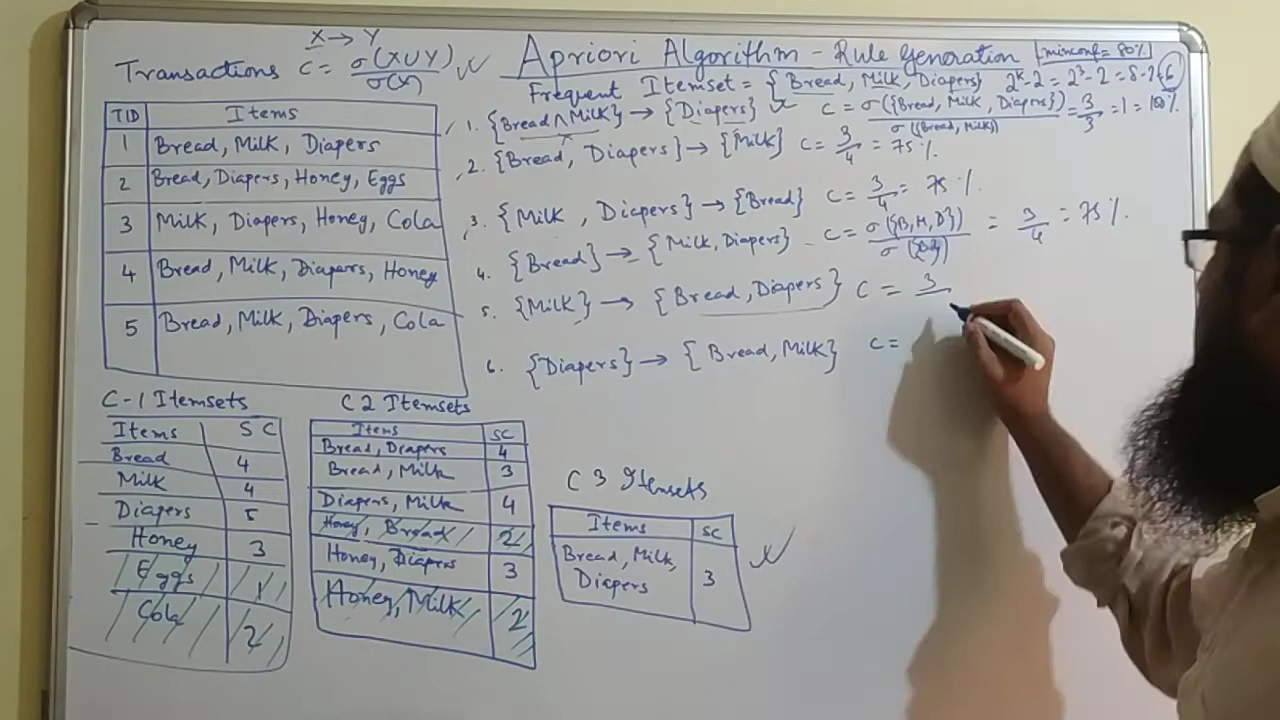 X → Y
Transactions C = σ(XUY) / σ(X)
Apriori Algorithm - Rule Generation minconf = 80%
Frequent Itemset = { Bread, Milk, Diapers} 2^k-2 = 2^3-2 = 8-2=6
TID Items
1 Bread, Milk, Diapers
2 Bread, Diapers, Honey, Eggs
3 Milk, Diapers, Honey, Cola
4 Bread, Milk, Diapers, Honey
5 Bread, Milk, Diapers, Cola
1. {Bread ∧ Milk} → {Diapers} C = σ({Bread, Milk, Diapers}) / σ({Bread, Milk}) = 3/3 = 1 = 100%
2. {Bread, Diapers} → {Milk} C = 3/4 = 75%.
3. {Milk, Diapers} → {Bread} C = 3/4 = 75%.
4. {Bread} → {Milk, Diapers} C = σ({B, M, D}) / σ({B}) = 3/4 = 75%.
5. {Milk} → {Bread, Diapers} C = 3
6. {Diapers} → { Bread, Milk} C =
C-1 Itemsets
Items SC
Bread 4
Milk 4
Diapers 5
Honey 3
Eggs 1
Cola 2
C2 Itemsets
Items SC
Bread, Diapers 4
Bread, Milk 3
Diapers, Milk 4
Honey, Bread 2
Honey, Diapers 3
Honey, Milk 2
C3 Itemsets
Items SC
Bread, Milk, 3
Diapers